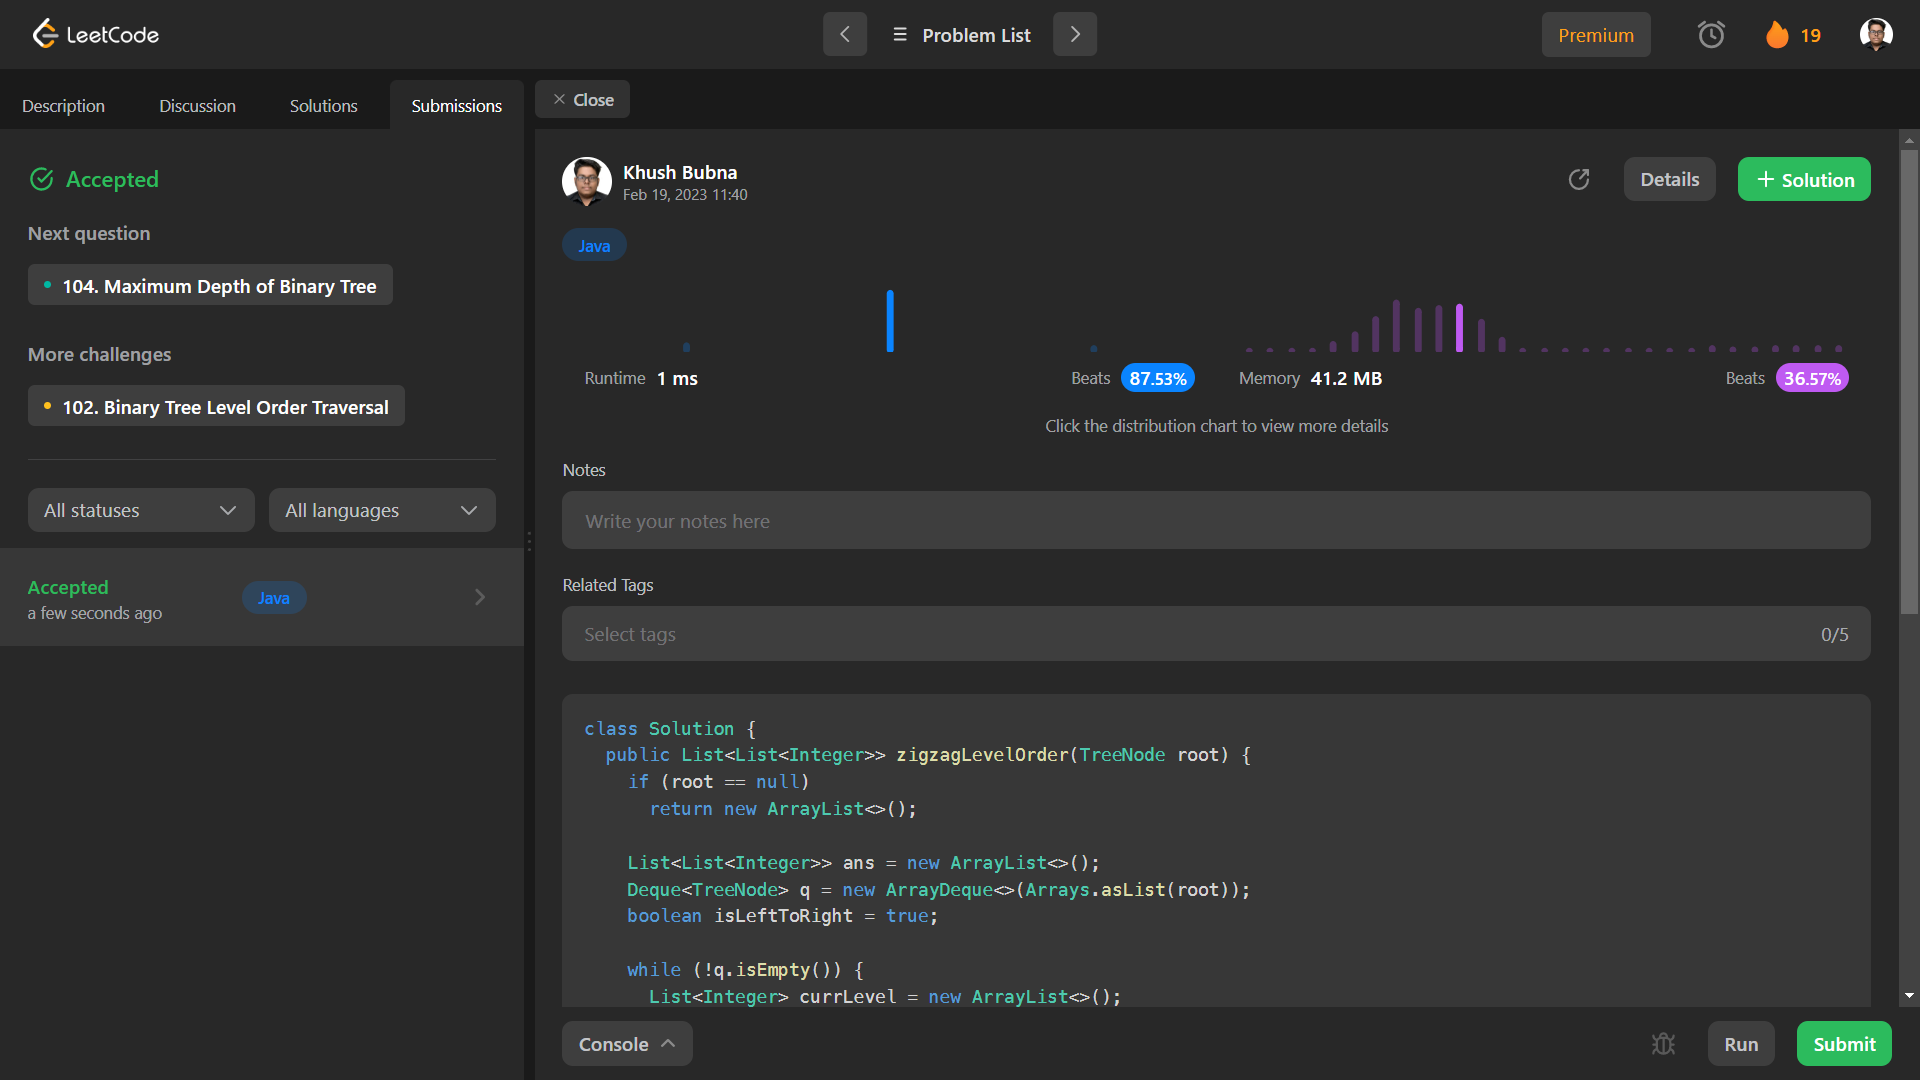 LeetCode
Problem List
Premium
19
Description
Discussion
Solutions
Submissions
Close
Accepted
Next question
104. Maximum Depth of Binary Tree
More challenges
102. Binary Tree Level Order Traversal
All statuses
All languages
Accepted
a few seconds ago
Java
Khush Bubna
Feb 19, 2023 11:40
Details
Solution
Java
Runtime 1 ms
Beats 87.53%
Memory 41.2 MB
Beats 36.57%
Click the distribution chart to view more details
Notes
Write your notes here
Related Tags
Select tags
0/5
class Solution {
  public List<List<Integer>> zigzagLevelOrder(TreeNode root) {
    if (root == null)
      return new ArrayList<>();
    List<List<Integer>> ans = new ArrayList<>();
    Deque<TreeNode> q = new ArrayDeque<>(Arrays.asList(root));
    boolean isLeftToRight = true;
    while (!q.isEmpty()) {
      List<Integer> currLevel = new ArrayList<>();
Console
Run
Submit